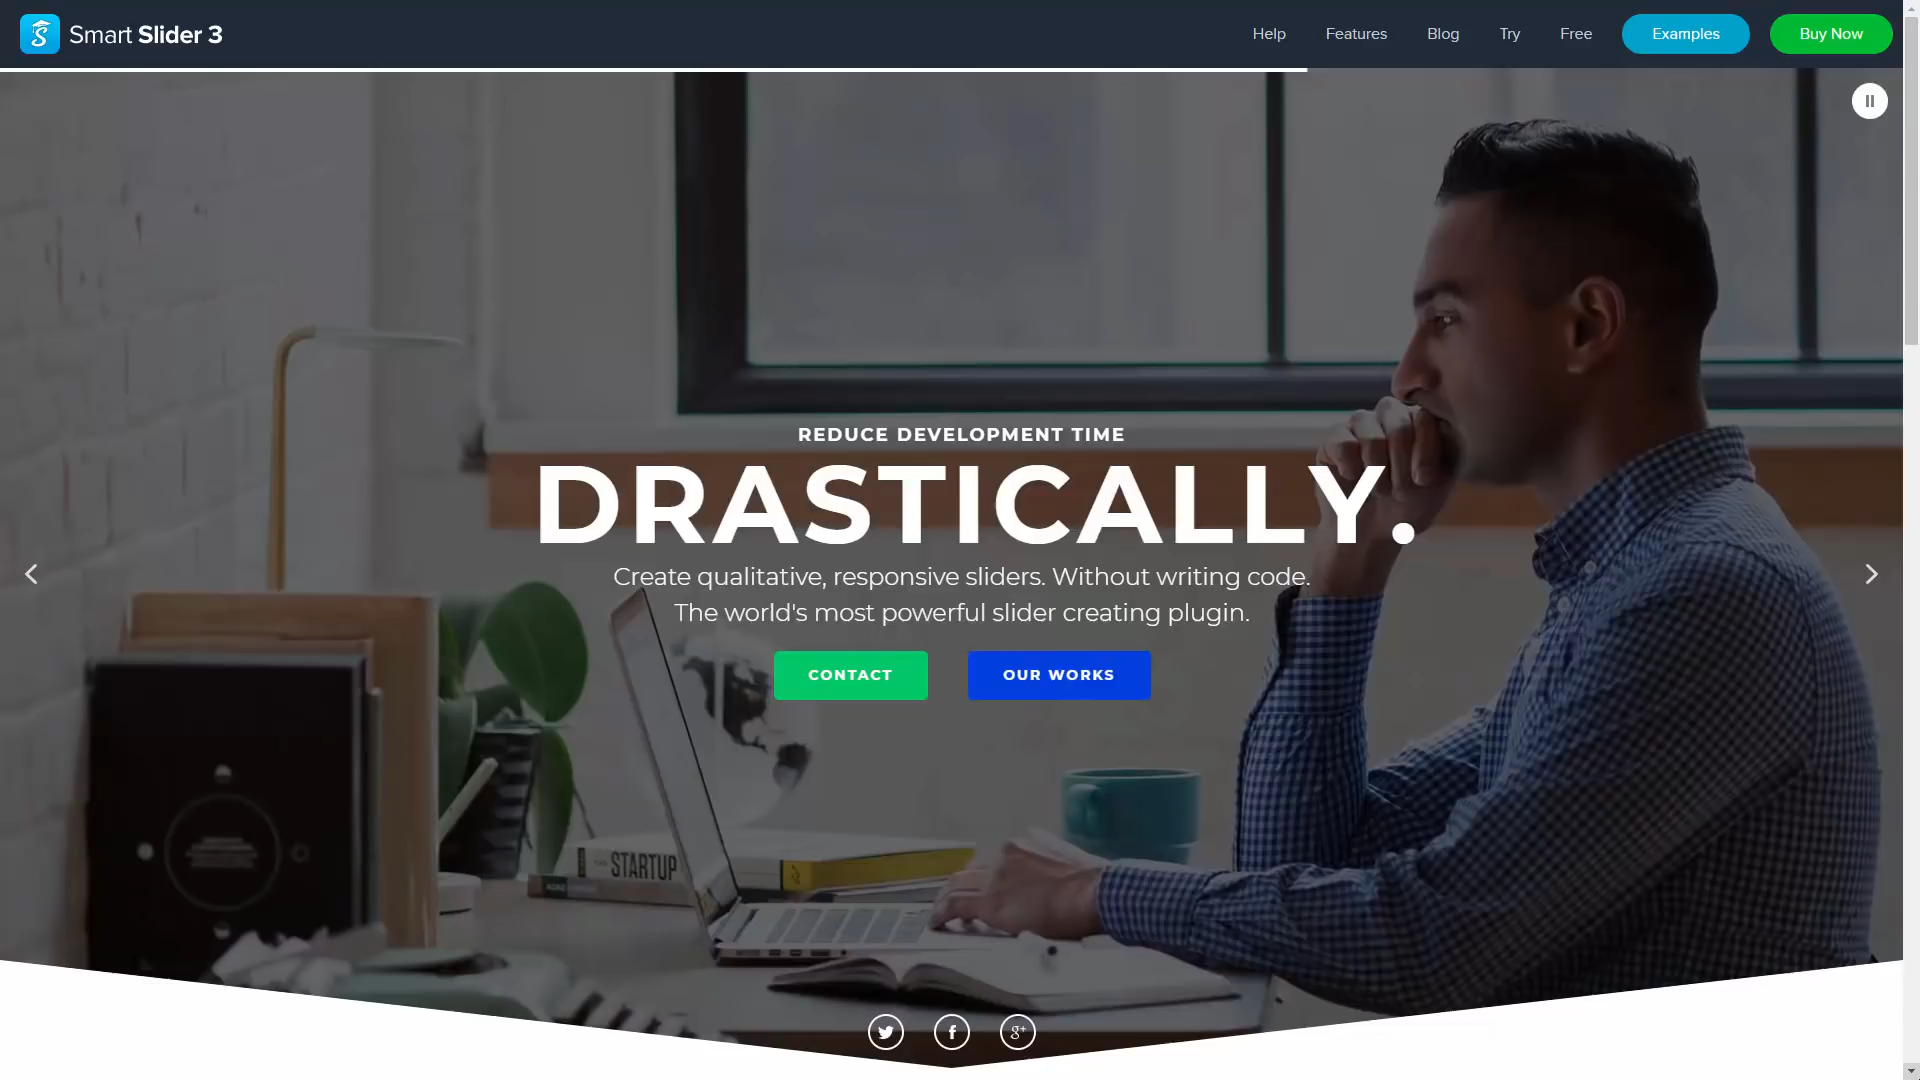 Smart Slider 3
Help Features Blog Try Free Examples Buy Now
REDUCE DEVELOPMENT TIME
DRASTICALLY.
Create qualitative, responsive sliders. Without writing code.
The world's most powerful slider creating plugin.
CONTACT OUR WORKS
THE STARTUP